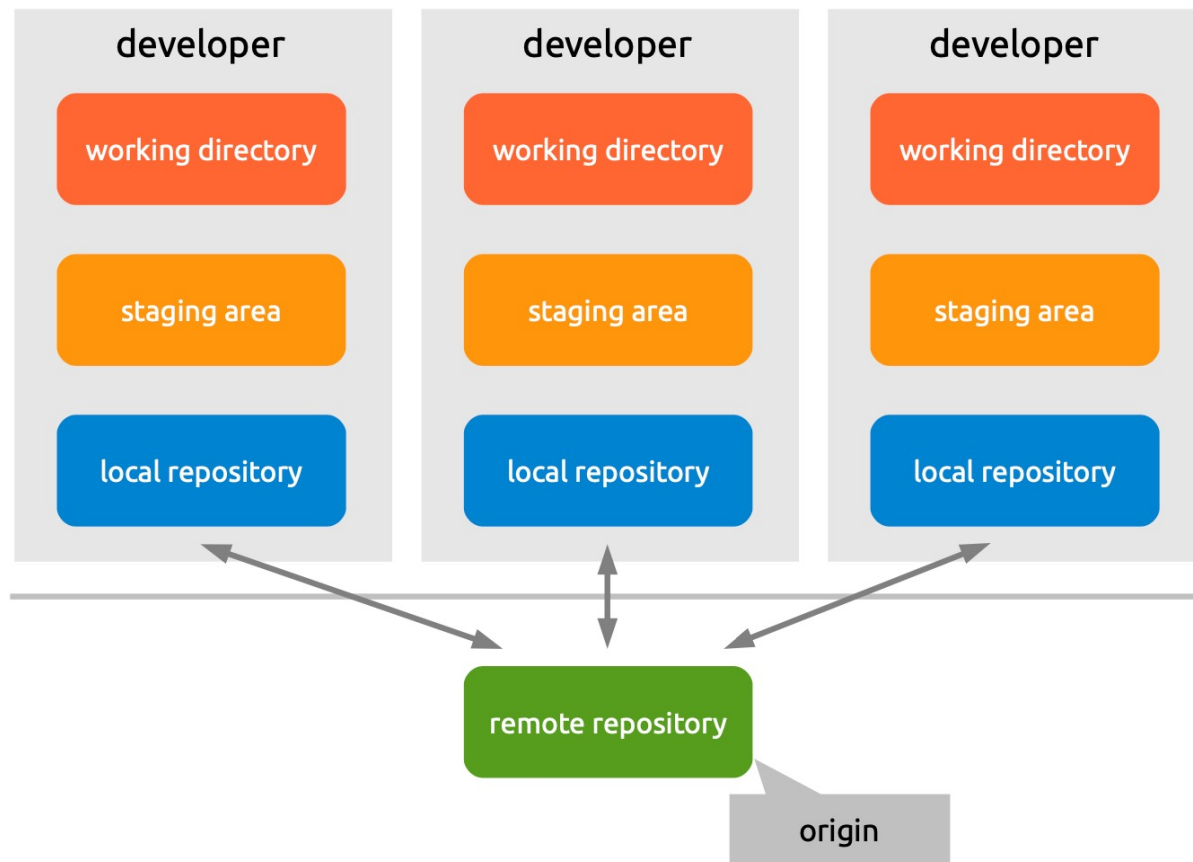 developer
working directory
staging area
local repository
developer
working directory
staging area
local repository
developer
working directory
staging area
local repository
remote repository
origin